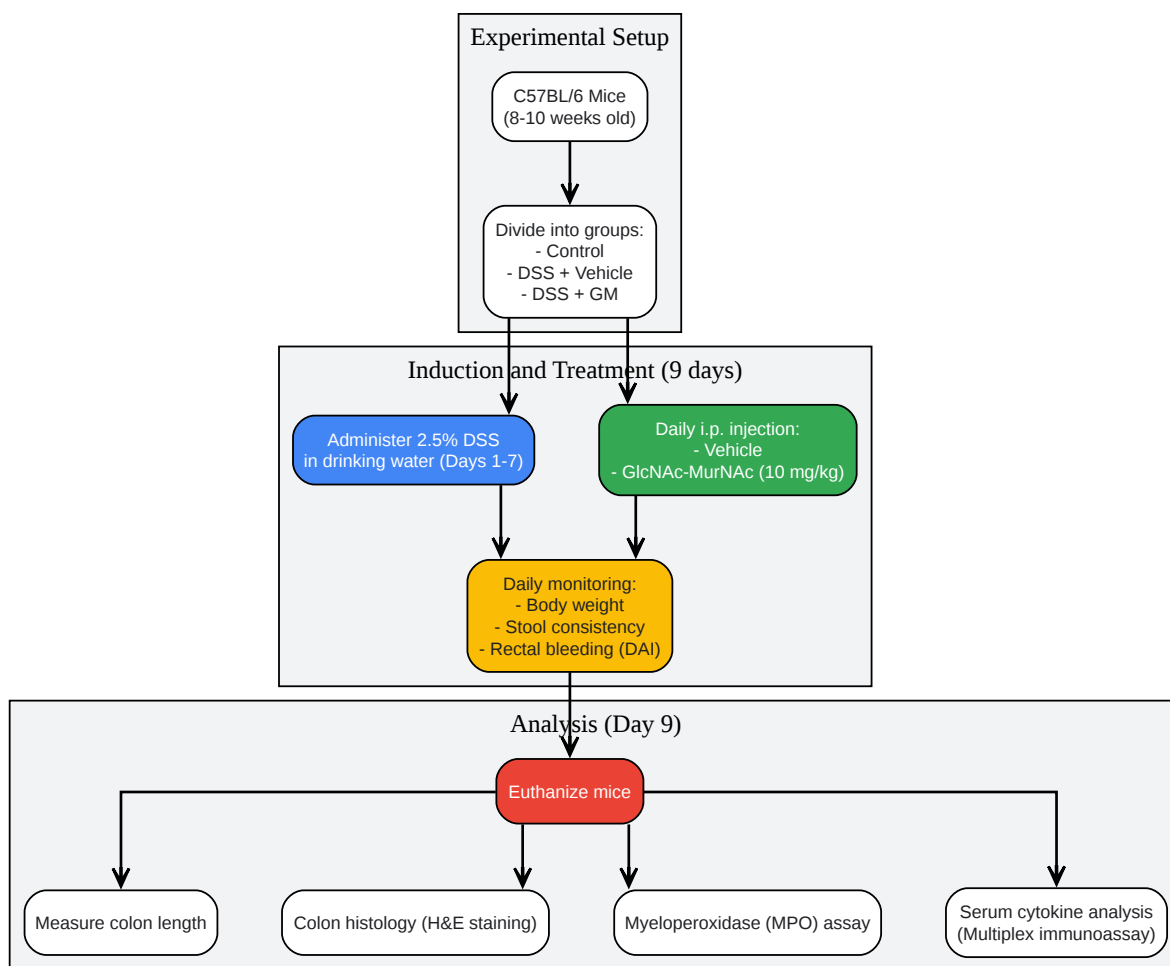 Experimental Setup
C57BL/6 Mice
(8-10 weeks old)
Divide into groups:
- Control
- DSS + Vehicle
- DSS + GM
Induction and Treatment (9 days)
Administer 2.5% DSS
in drinking water (Days 1-7)
Daily i.p. injection:
- Vehicle
- GlcNAc-MurNAc (10 mg/kg)
Daily monitoring:
- Body weight
- Stool consistency
- Rectal bleeding (DAI)
Analysis (Day 9)
Euthanize mice
Measure colon length
Colon histology (H&E staining)
Myeloperoxidase (MPO) assay
Serum cytokine analysis
(Multiplex immunoassay)